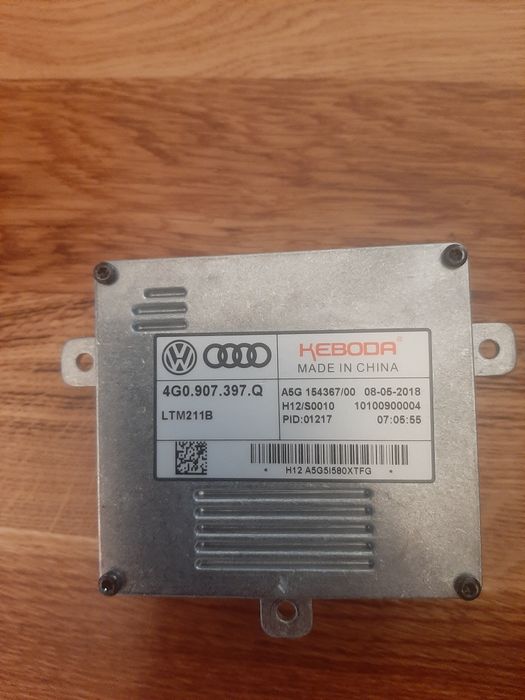 KEBODA®
MADE IN CHINA
4G0.907.397.Q
LTM211B
A5G 154367/00 08-05-2018
H12/S0010 10100900004
PID:01217 07:05:55
* H12 A5G5I580XTFG *